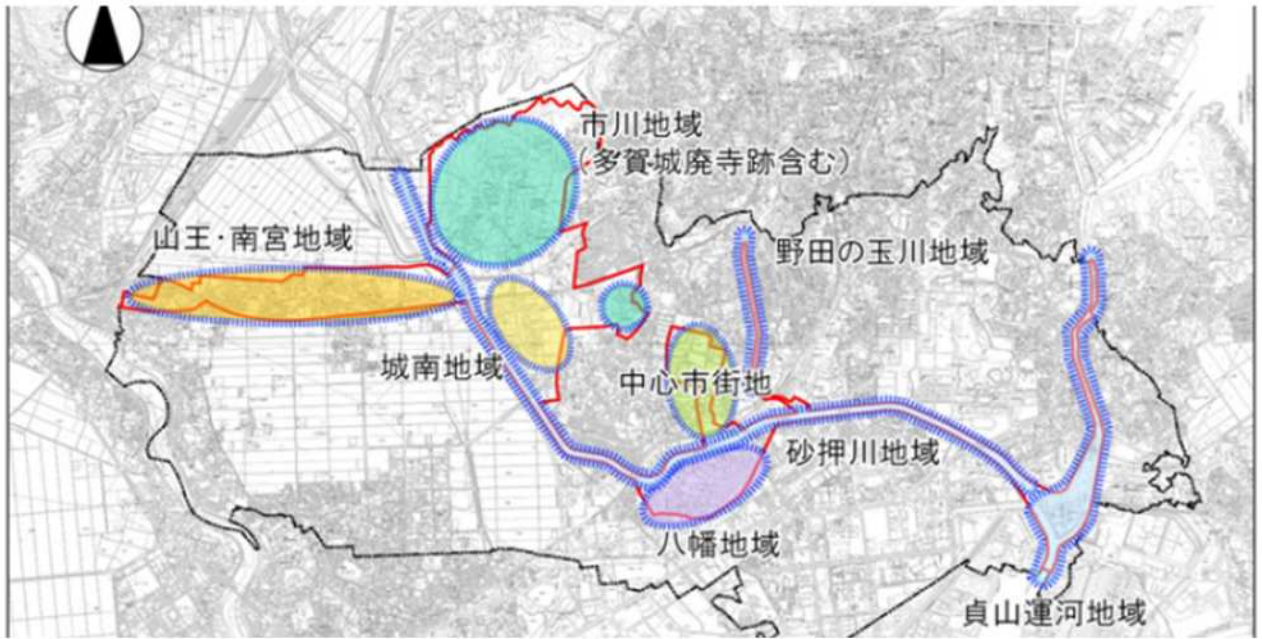 市川地域
(多賀城廃寺跡含む)
山王・南宮地域
野田の玉川地域
城南地域
中心市街地
砂押川地域
八幡地域
貞山運河地域